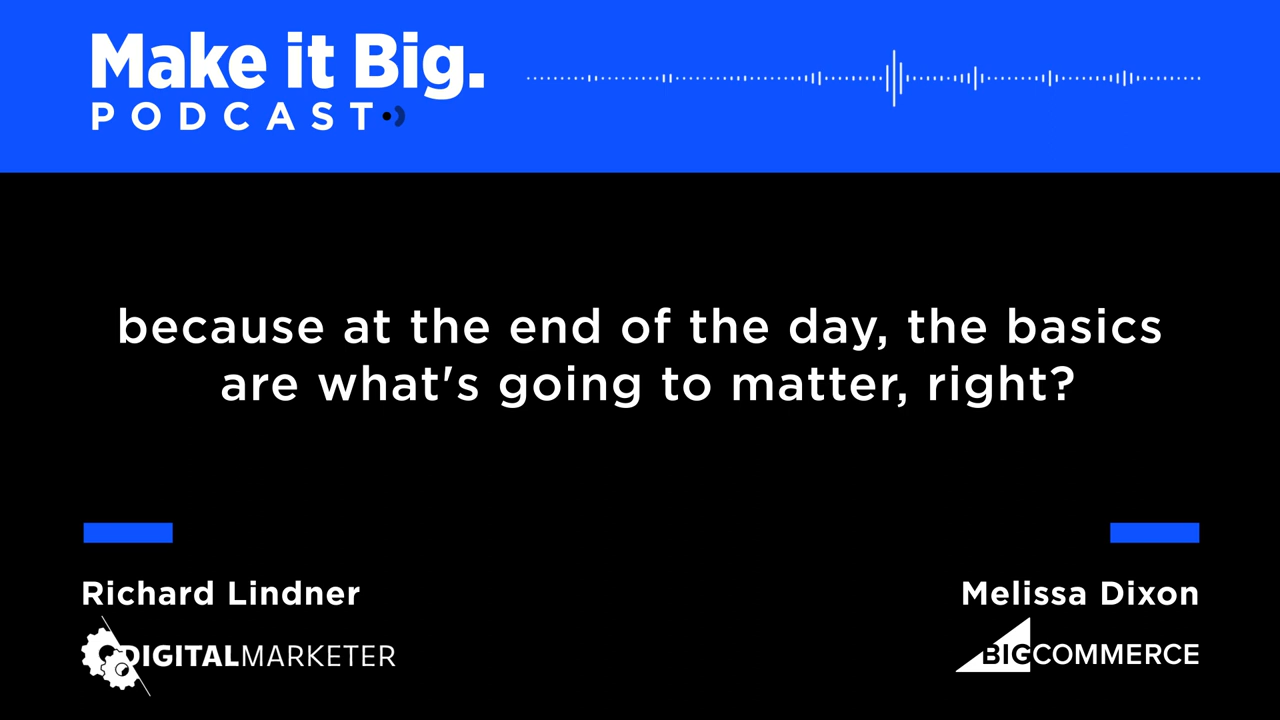 Make it Big.
PODCAST
because at the end of the day, the basics
are what's going to matter, right?
Richard Lindner
DIGITALMARKETER
Melissa Dixon
BIGCOMMERCE